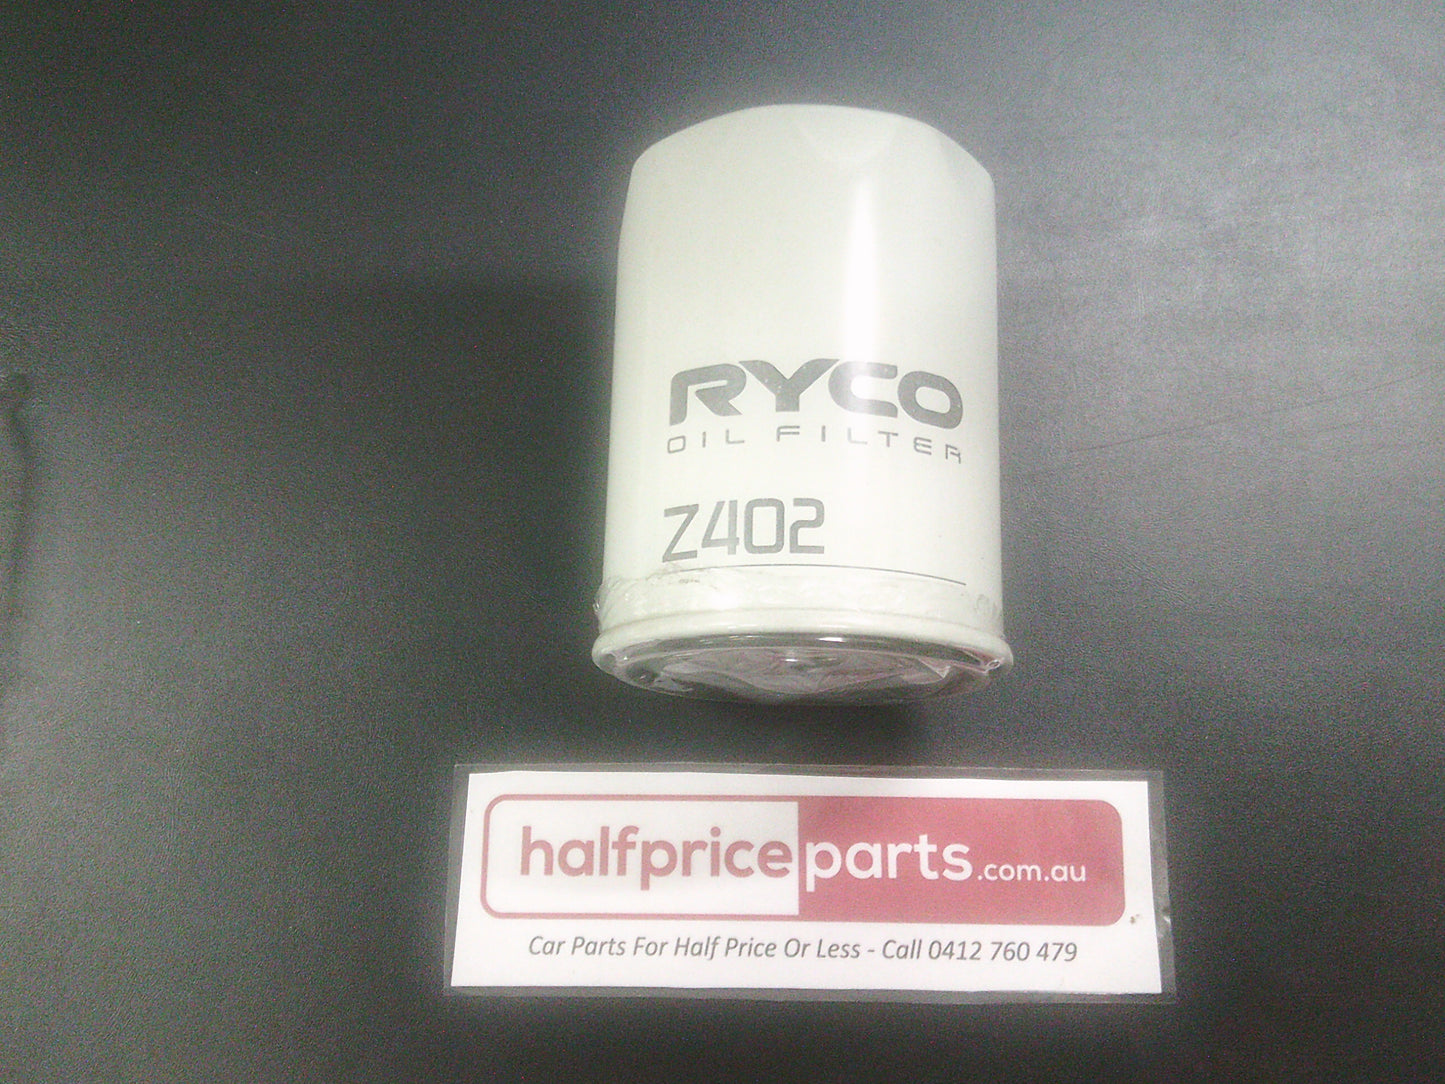 RYCO
OIL FILTER
Z402
halfpriceparts.com.au
Car Parts For Half Price Or Less - Call 0412 760 479